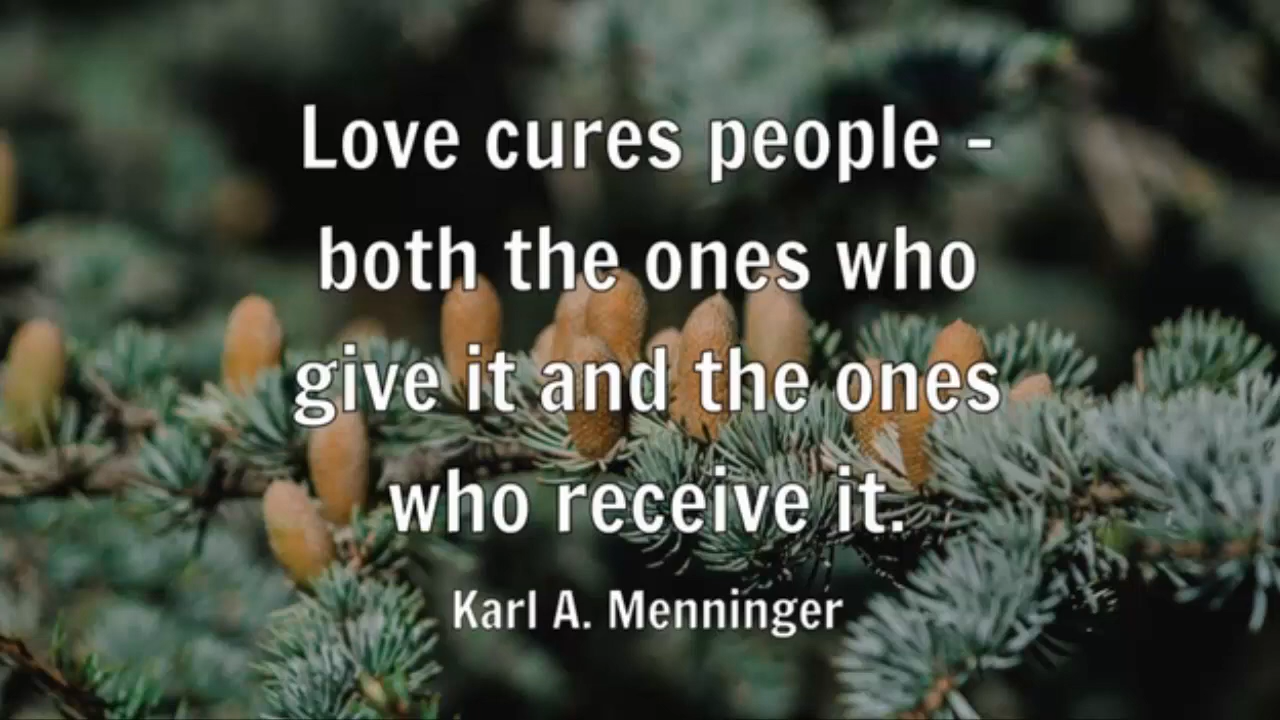 Love cures people -
both the ones who
give it and the ones
who receive it.
Karl A. Menninger